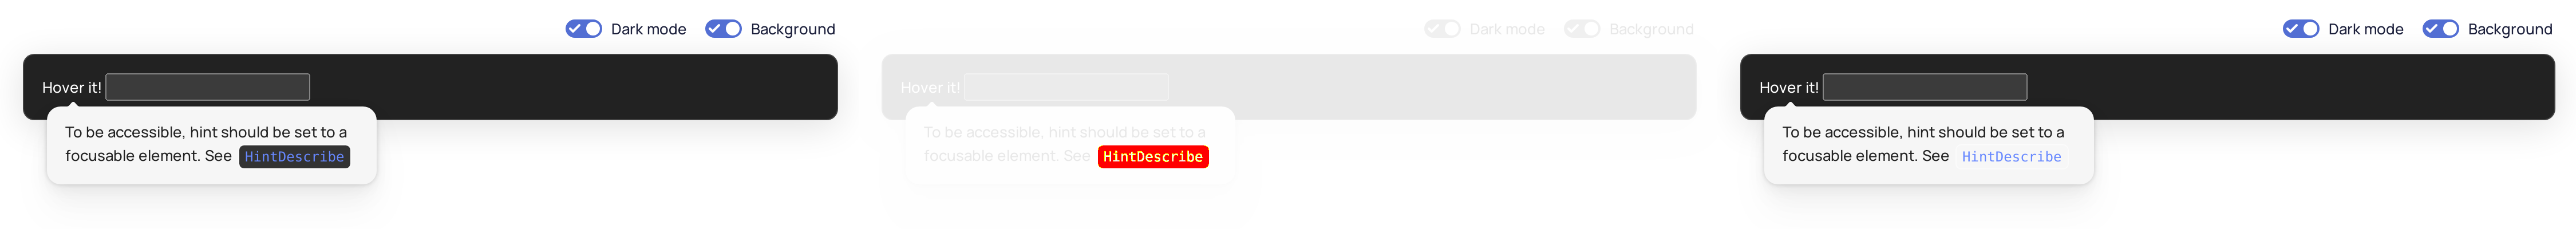 Dark mode Background
Hover it!
To be accessible, hint should be set to a
focusable element. See HintDescribe
Dark mode Background
Hover it!
To be accessible, hint should be set to a
focusable element. See HintDescribe
Dark mode Background
Hover it!
To be accessible, hint should be set to a
focusable element. See HintDescribe